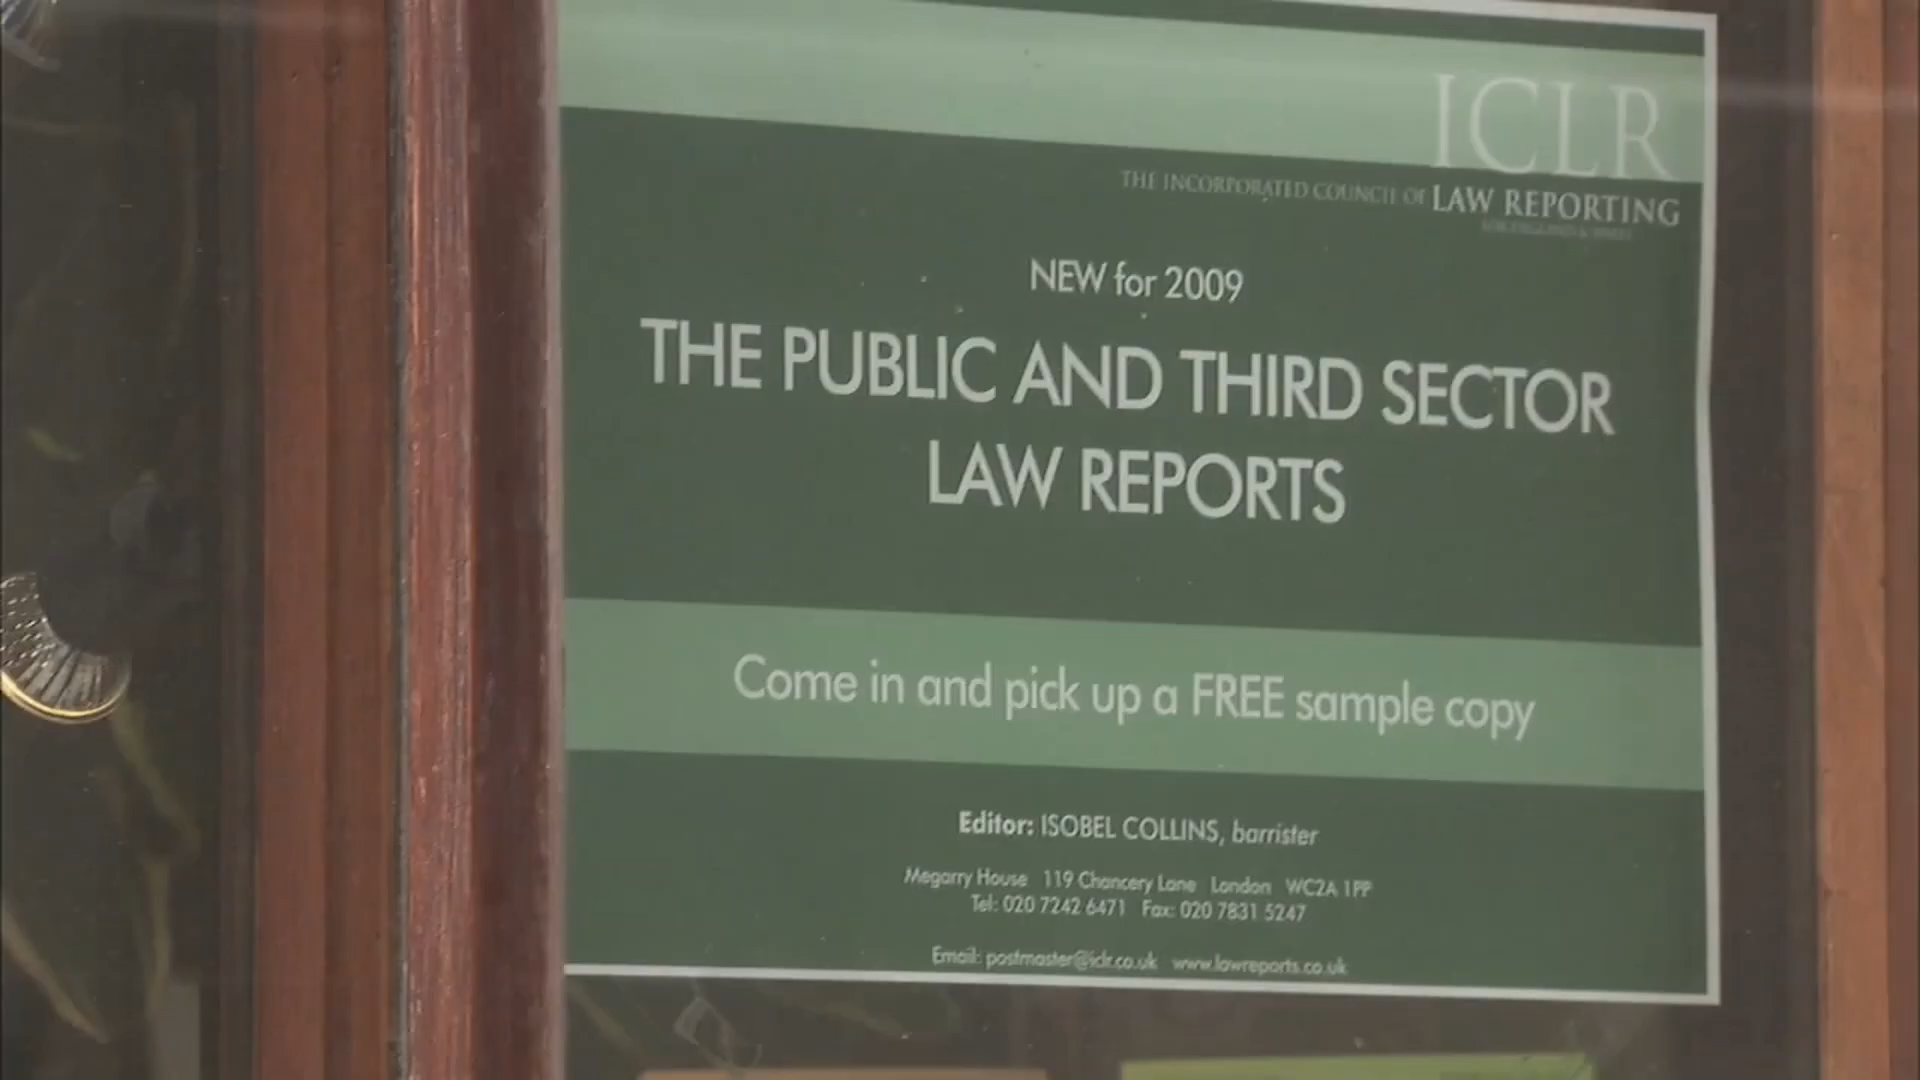 ICLR
THE INCORPORATED COUNCIL OF LAW REPORTING
NEW for 2009
THE PUBLIC AND THIRD SECTOR
LAW REPORTS
Come in and pick up a FREE sample copy
Editor: ISOBEL COLLINS, barrister
Megarry House 119 Chancery Lane London WC2A 1PP
Tel: 020 7242 6471 Fax: 020 7831 5247
Email: postmaster@iclr.co.uk www.lawreports.co.uk